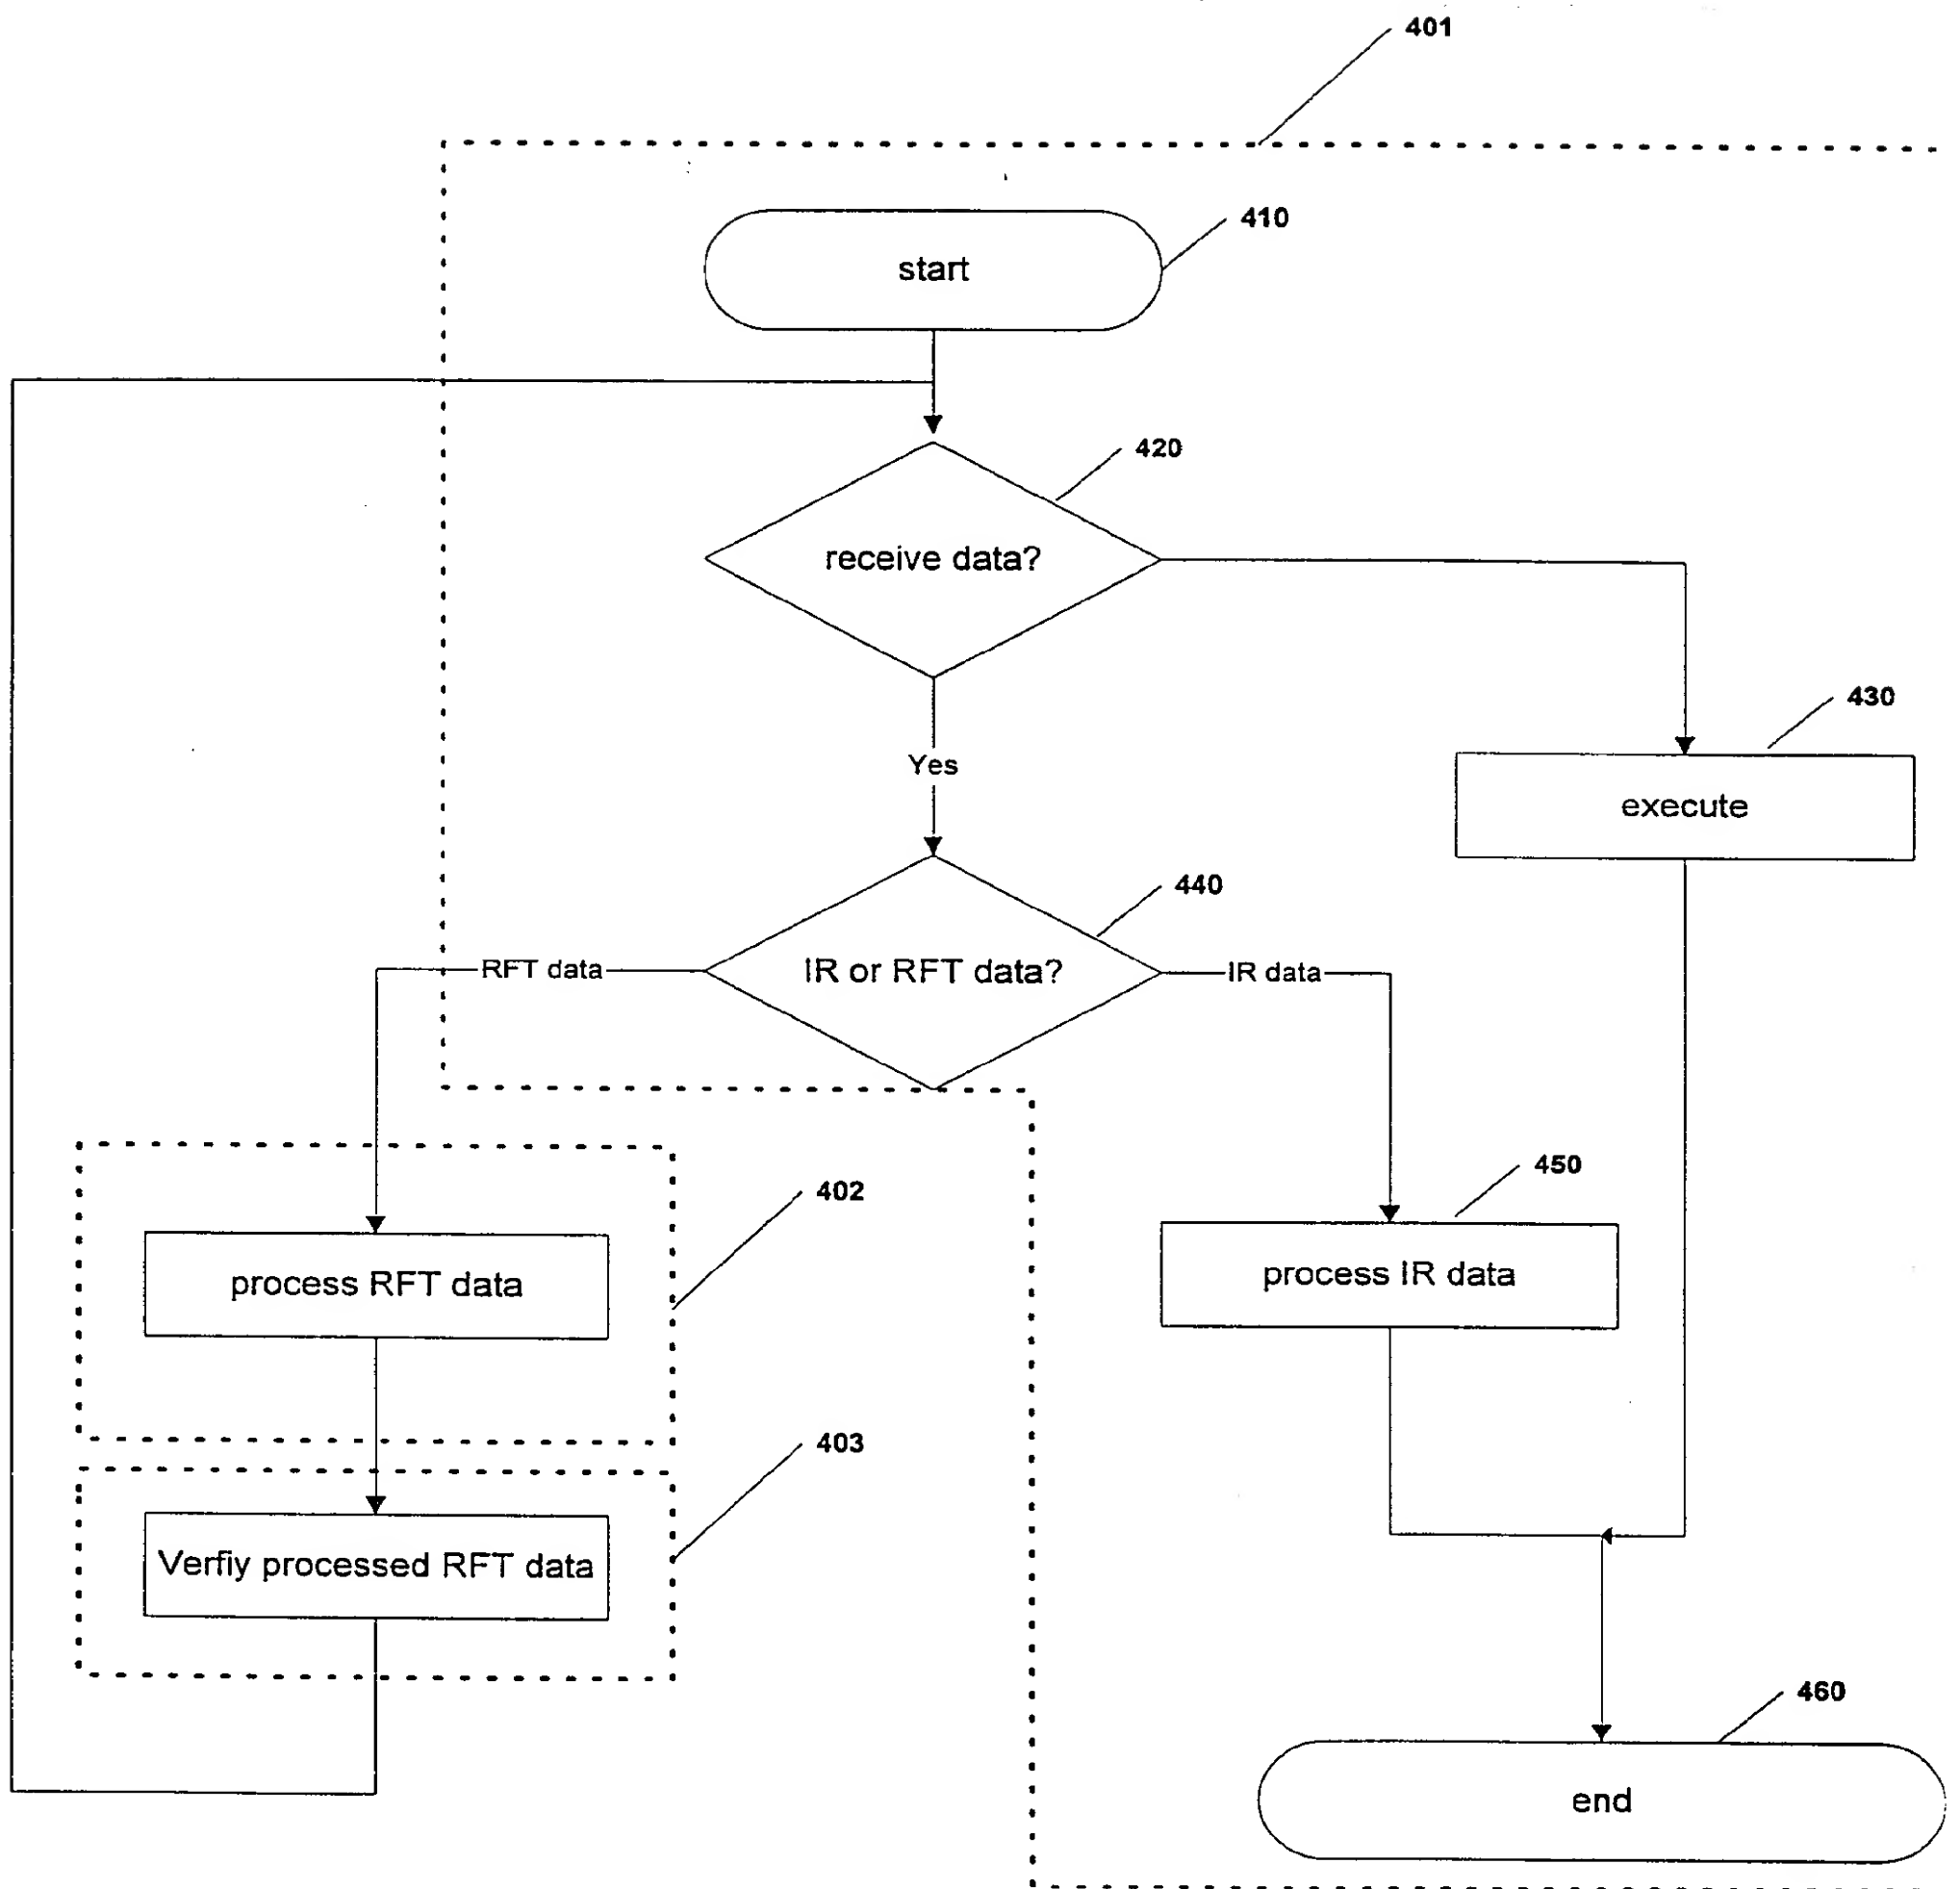 401
410
start
420
receive data?
430
Yes
execute
440
RFT data
IR or RFT data?
IR data
450
402
process RFT data
process IR data
403
Verfiy processed RFT data
460
end